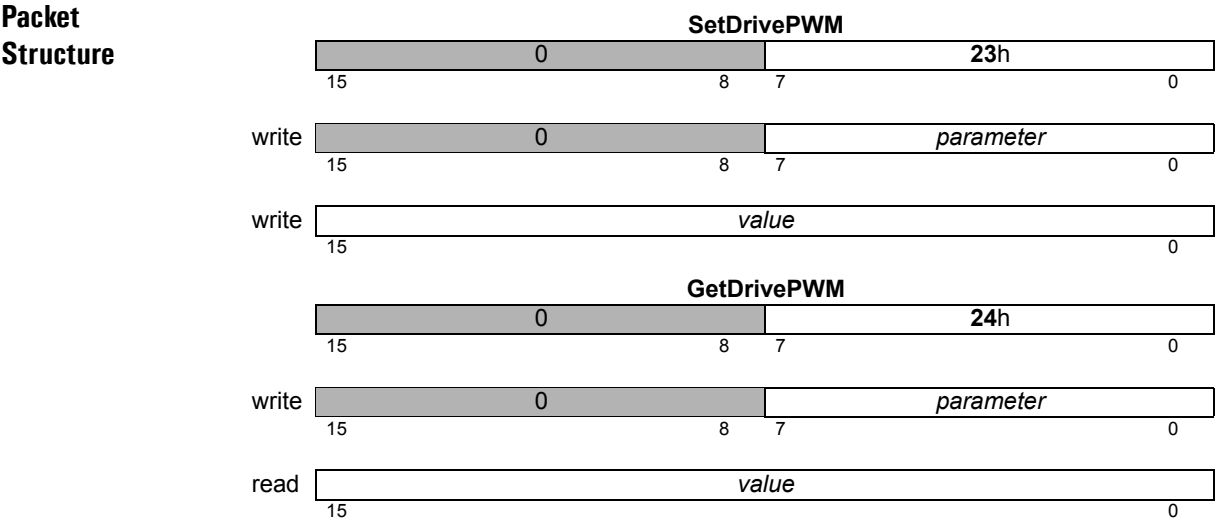 Packet
Structure
SetDrivePWM
0 23h
15 8 7 0
write 0 parameter
15 8 7 0
write value
15 0
GetDrivePWM
0 24h
15 8 7 0
write 0 parameter
15 8 7 0
read value
15 0